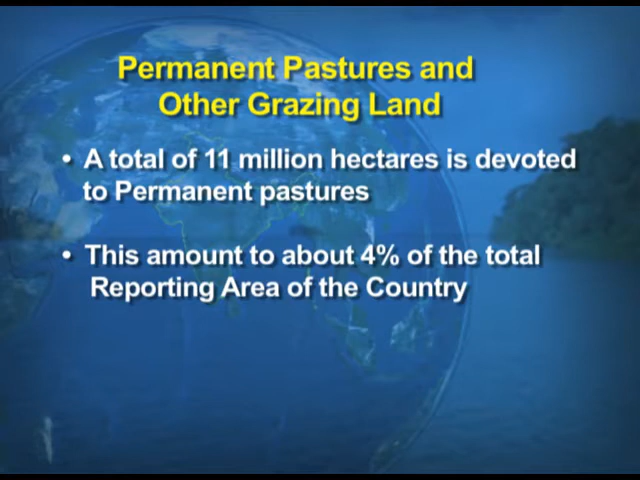 Permanent Pastures and
Other Grazing Land
• A total of 11 million hectares is devoted
to Permanent pastures
• This amount to about 4% of the total
Reporting Area of the Country